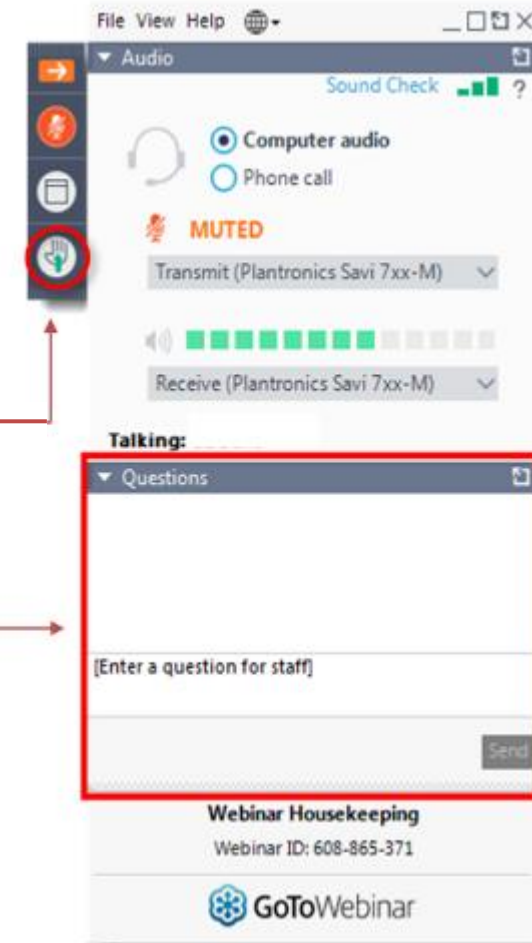 File View Help
Audio
Sound Check ?
Computer audio
Phone call
MUTED
Transmit (Plantronics Savi 7xx-M)
Receive (Plantronics Savi 7xx-M)
Talking:
Questions
[Enter a question for staff]
Send
Webinar Housekeeping
Webinar ID: 608-865-371
GoToWebinar